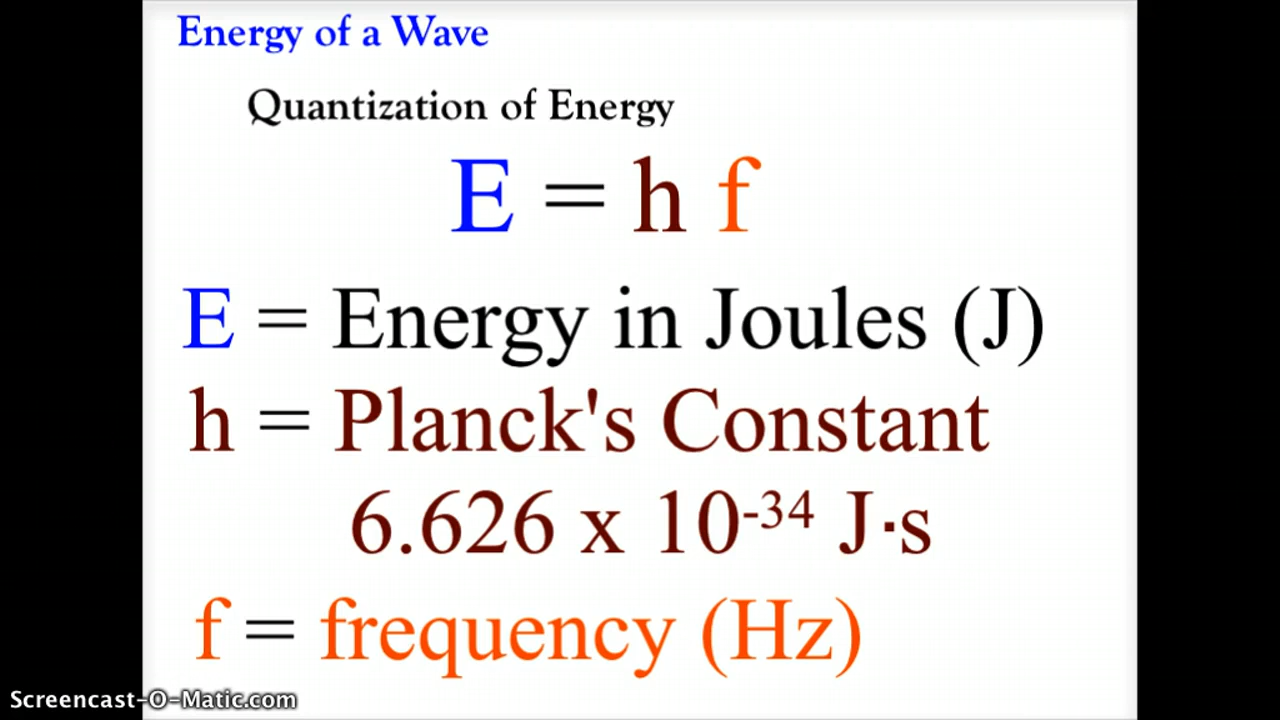 Energy of a Wave
Quantization of Energy
E = h f
E = Energy in Joules (J)
h = Planck's Constant
6.626 x 10⁻³⁴ J·s
f = frequency (Hz)
Screencast-O-Matic.com